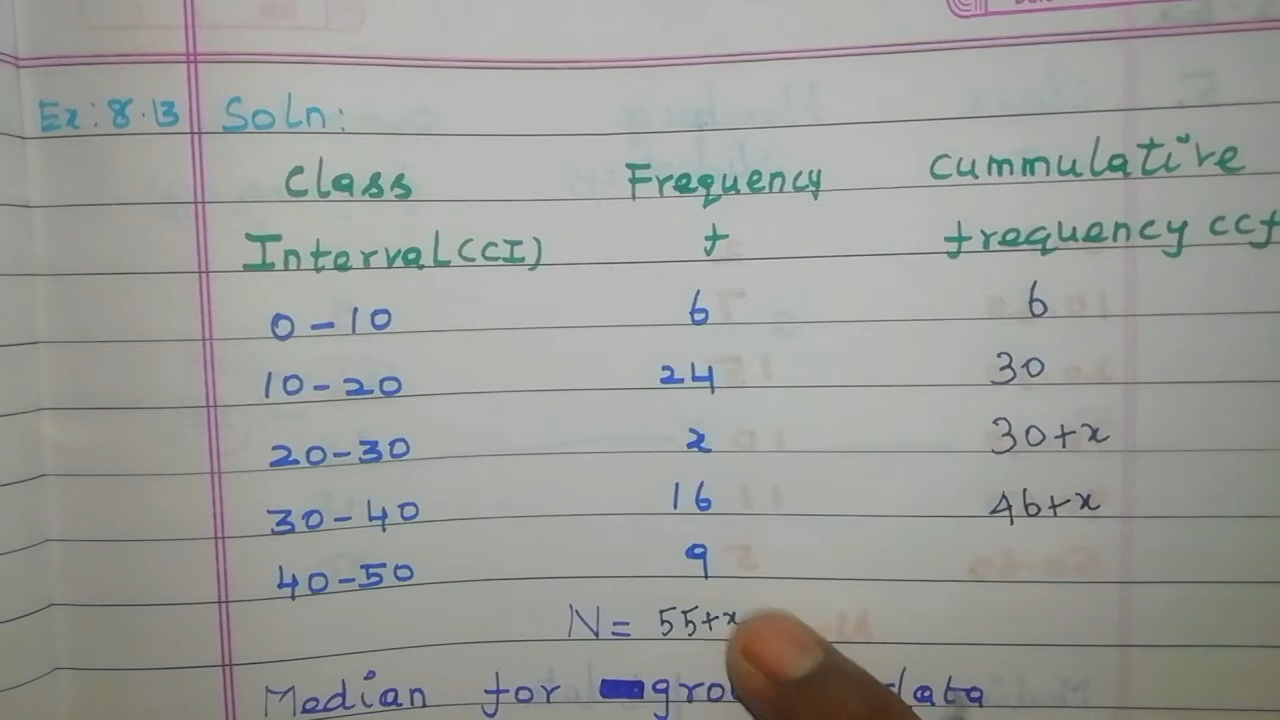 Ex: 8.13 Soln:
Class Frequency Cummulative
Interval (CI) f frequency (cf
0-10 6 6
10-20 24 30
20-30 x 30+x
30-40 16 46+x
40-50 9
N= 55+x
Median for data